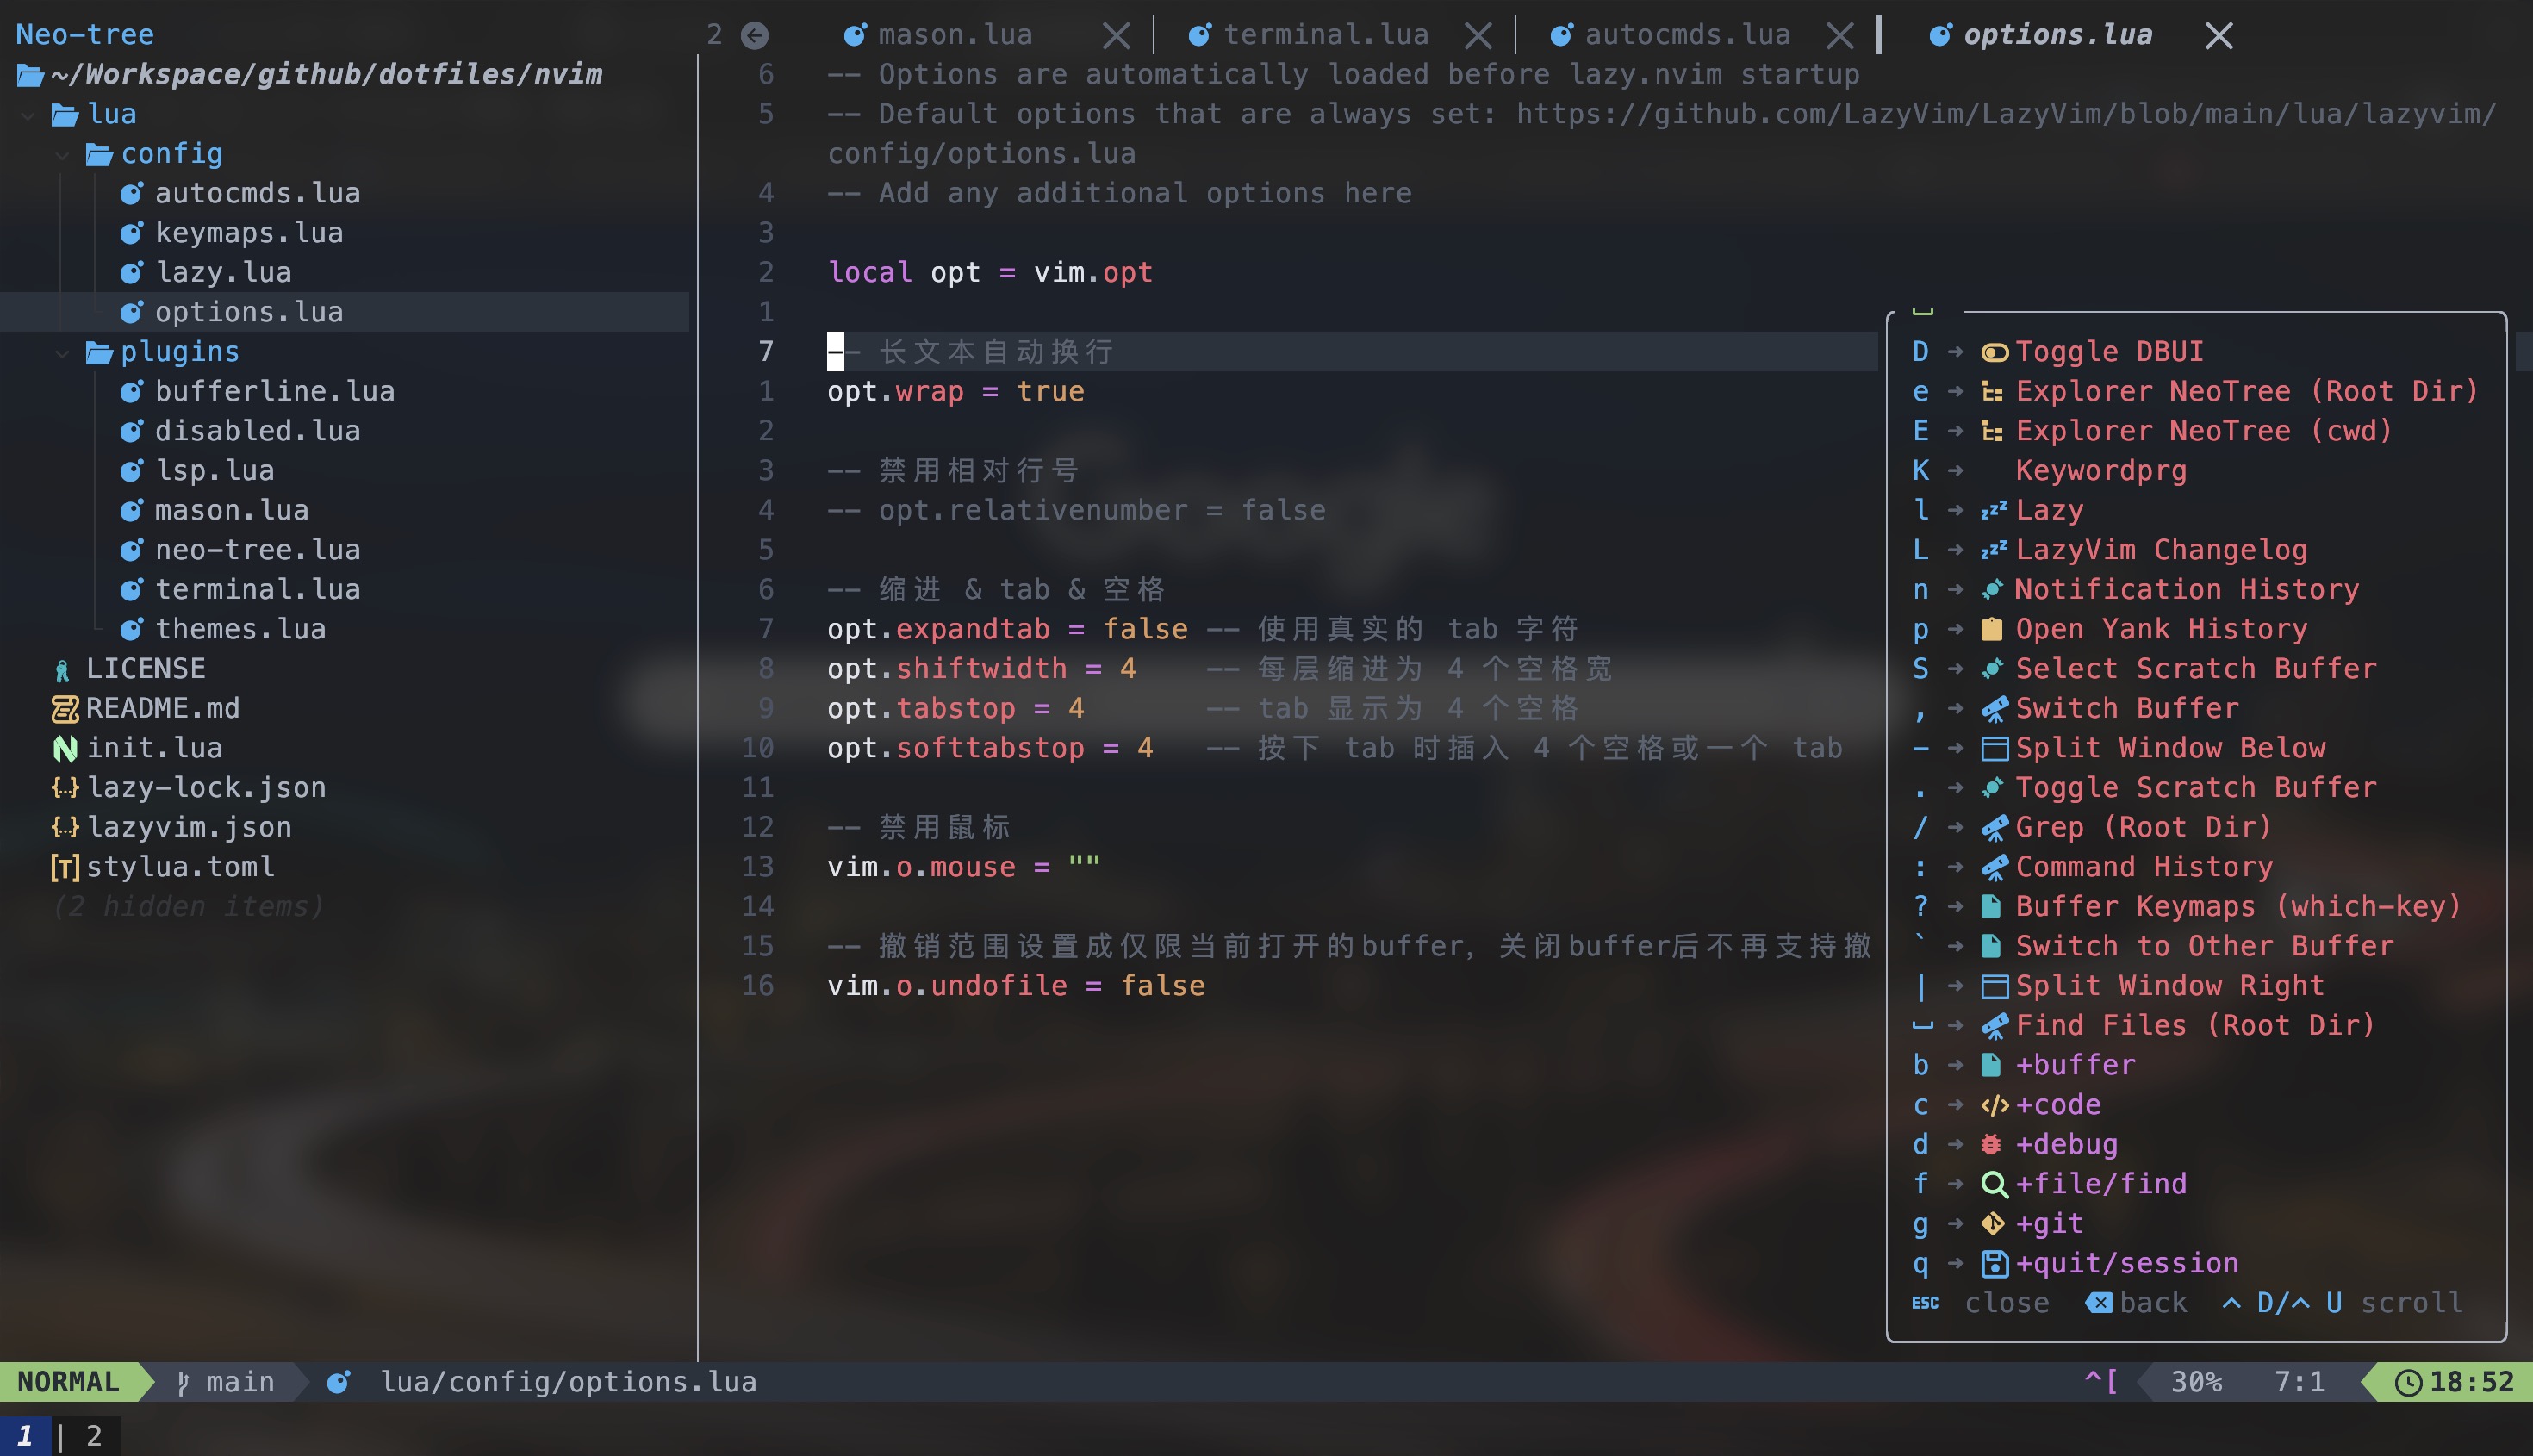 Neo-tree
~/Workspace/github/dotfiles/nvim
lua
config
autocmds.lua
keymaps.lua
lazy.lua
options.lua
plugins
bufferline.lua
disabled.lua
lsp.lua
mason.lua
neo-tree.lua
terminal.lua
themes.lua
LICENSE
README.md
init.lua
lazy-lock.json
lazyvim.json
stylua.toml
(2 hidden items)
2 mason.lua terminal.lua autocmds.lua options.lua
6 -- Options are automatically loaded before lazy.nvim startup
5 -- Default options that are always set: https://github.com/LazyVim/LazyVim/blob/main/lua/lazyvim/
config/options.lua
4 -- Add any additional options here
3
2 local opt = vim.opt
1
7 -- 长文本自动换行
1 opt.wrap = true
2
3 -- 禁用相对行号
4 -- opt.relativenumber = false
5
6 -- 缩进 & tab & 空格
7 opt.expandtab = false -- 使用真实的 tab 字符
8 opt.shiftwidth = 4 -- 每层缩进为 4 个空格宽
9 opt.tabstop = 4 -- tab 显示为 4 个空格
10 opt.softtabstop = 4 -- 按下 tab 时插入 4 个空格或一个 tab
11
12 -- 禁用鼠标
13 vim.o.mouse = ""
14
15 -- 撤销范围设置成仅限当前打开的buffer, 关闭buffer后不再支持撤
16 vim.o.undofile = false
D ➜ Toggle DBUI
e ➜ Explorer NeoTree (Root Dir)
E ➜ Explorer NeoTree (cwd)
K ➜ Keywordprg
l ➜ Lazy
L ➜ LazyVim Changelog
n ➜ Notification History
p ➜ Open Yank History
S ➜ Select Scratch Buffer
, ➜ Switch Buffer
- ➜ Split Window Below
. ➜ Toggle Scratch Buffer
/ ➜ Grep (Root Dir)
: ➜ Command History
? ➜ Buffer Keymaps (which-key)
` ➜ Switch to Other Buffer
| ➜ Split Window Right
␣ ➜ Find Files (Root Dir)
b ➜ +buffer
c ➜ +code
d ➜ +debug
f ➜ +file/find
g ➜ +git
q ➜ +quit/session
ESC close back ^ D/^ U scroll
NORMAL main lua/config/options.lua ^[ 30% 7:1 18:52
1 | 2